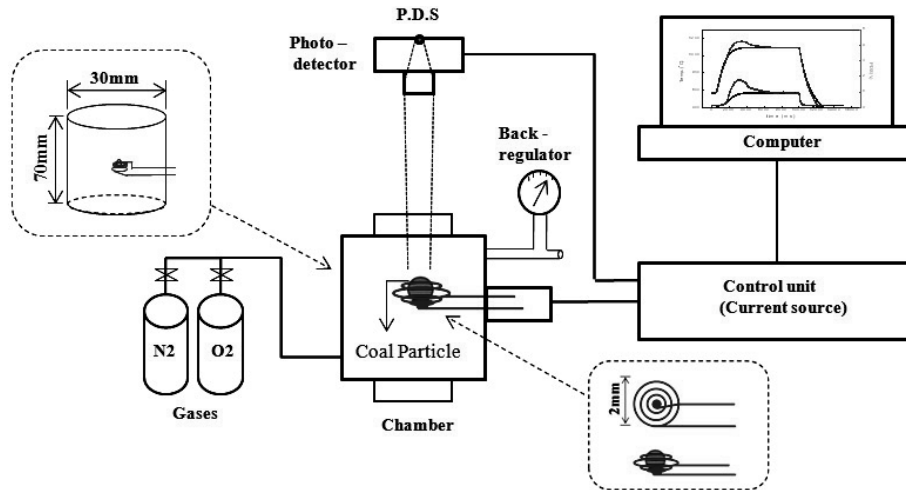 P.D.S
Photo –
detector
30mm
70mm
Back -
regulator
Computer
Control unit
(Current source)
N2
O2
Gases
Coal Particle
Chamber
2mm